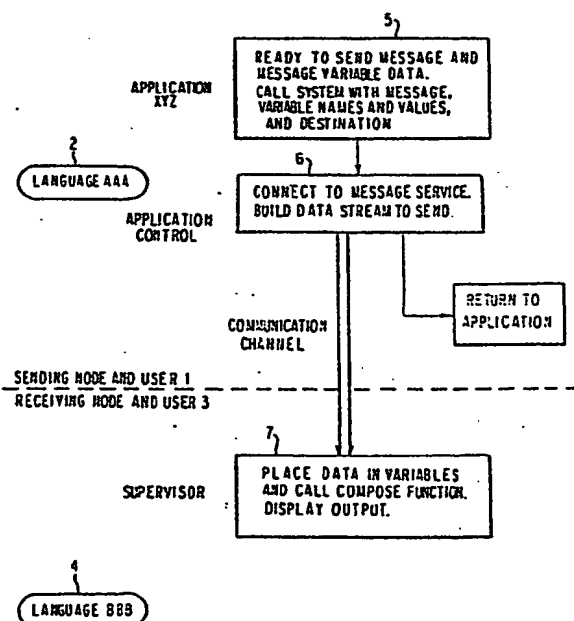 5
READY TO SEND MESSAGE AND
MESSAGE VARIABLE DATA.
CALL SYSTEM WITH MESSAGE,
VARIABLE NAMES AND VALUES,
AND DESTINATION
APPLICATION
XYZ
2
LANGUAGE AAA
6
CONNECT TO MESSAGE SERVICE.
BUILD DATA STREAM TO SEND.
APPLICATION
CONTROL
RETURN TO
APPLICATION
COMMUNICATION
CHANNEL
SENDING NODE AND USER 1
RECEIVING NODE AND USER 3
7
PLACE DATA IN VARIABLES
AND CALL COMPOSE FUNCTION.
DISPLAY OUTPUT.
SUPERVISOR
4
LANGUAGE BBB